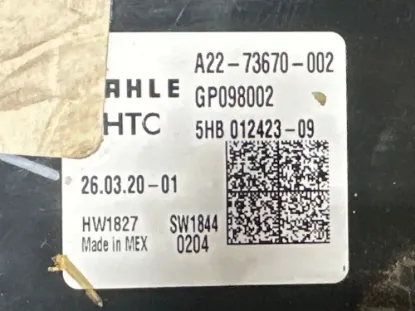 A22-73670-002
AHLE GP098002
HTC 5HB 012423-09
26.03.20-01
HW1827 SW1844
Made in MEX 0204